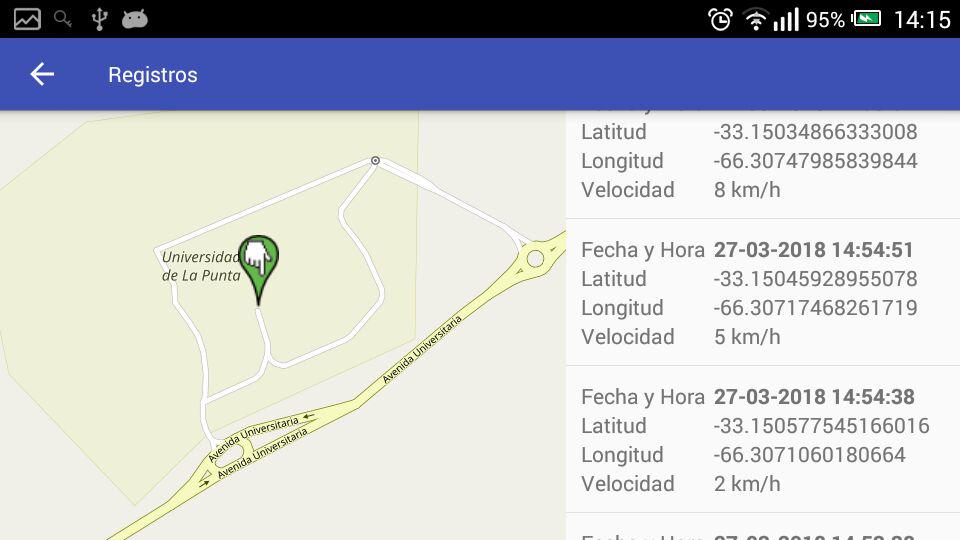 95% 14:15
Registros
Universidad
de La Punta
Avenida Universitaria
Avenida Universitaria
Avenida Universitaria
Latitud -33.15034866333008
Longitud -66.30747985839844
Velocidad 8 km/h
Fecha y Hora 27-03-2018 14:54:51
Latitud -33.15045928955078
Longitud -66.30717468261719
Velocidad 5 km/h
Fecha y Hora 27-03-2018 14:54:38
Latitud -33.150577545166016
Longitud -66.3071060180664
Velocidad 2 km/h